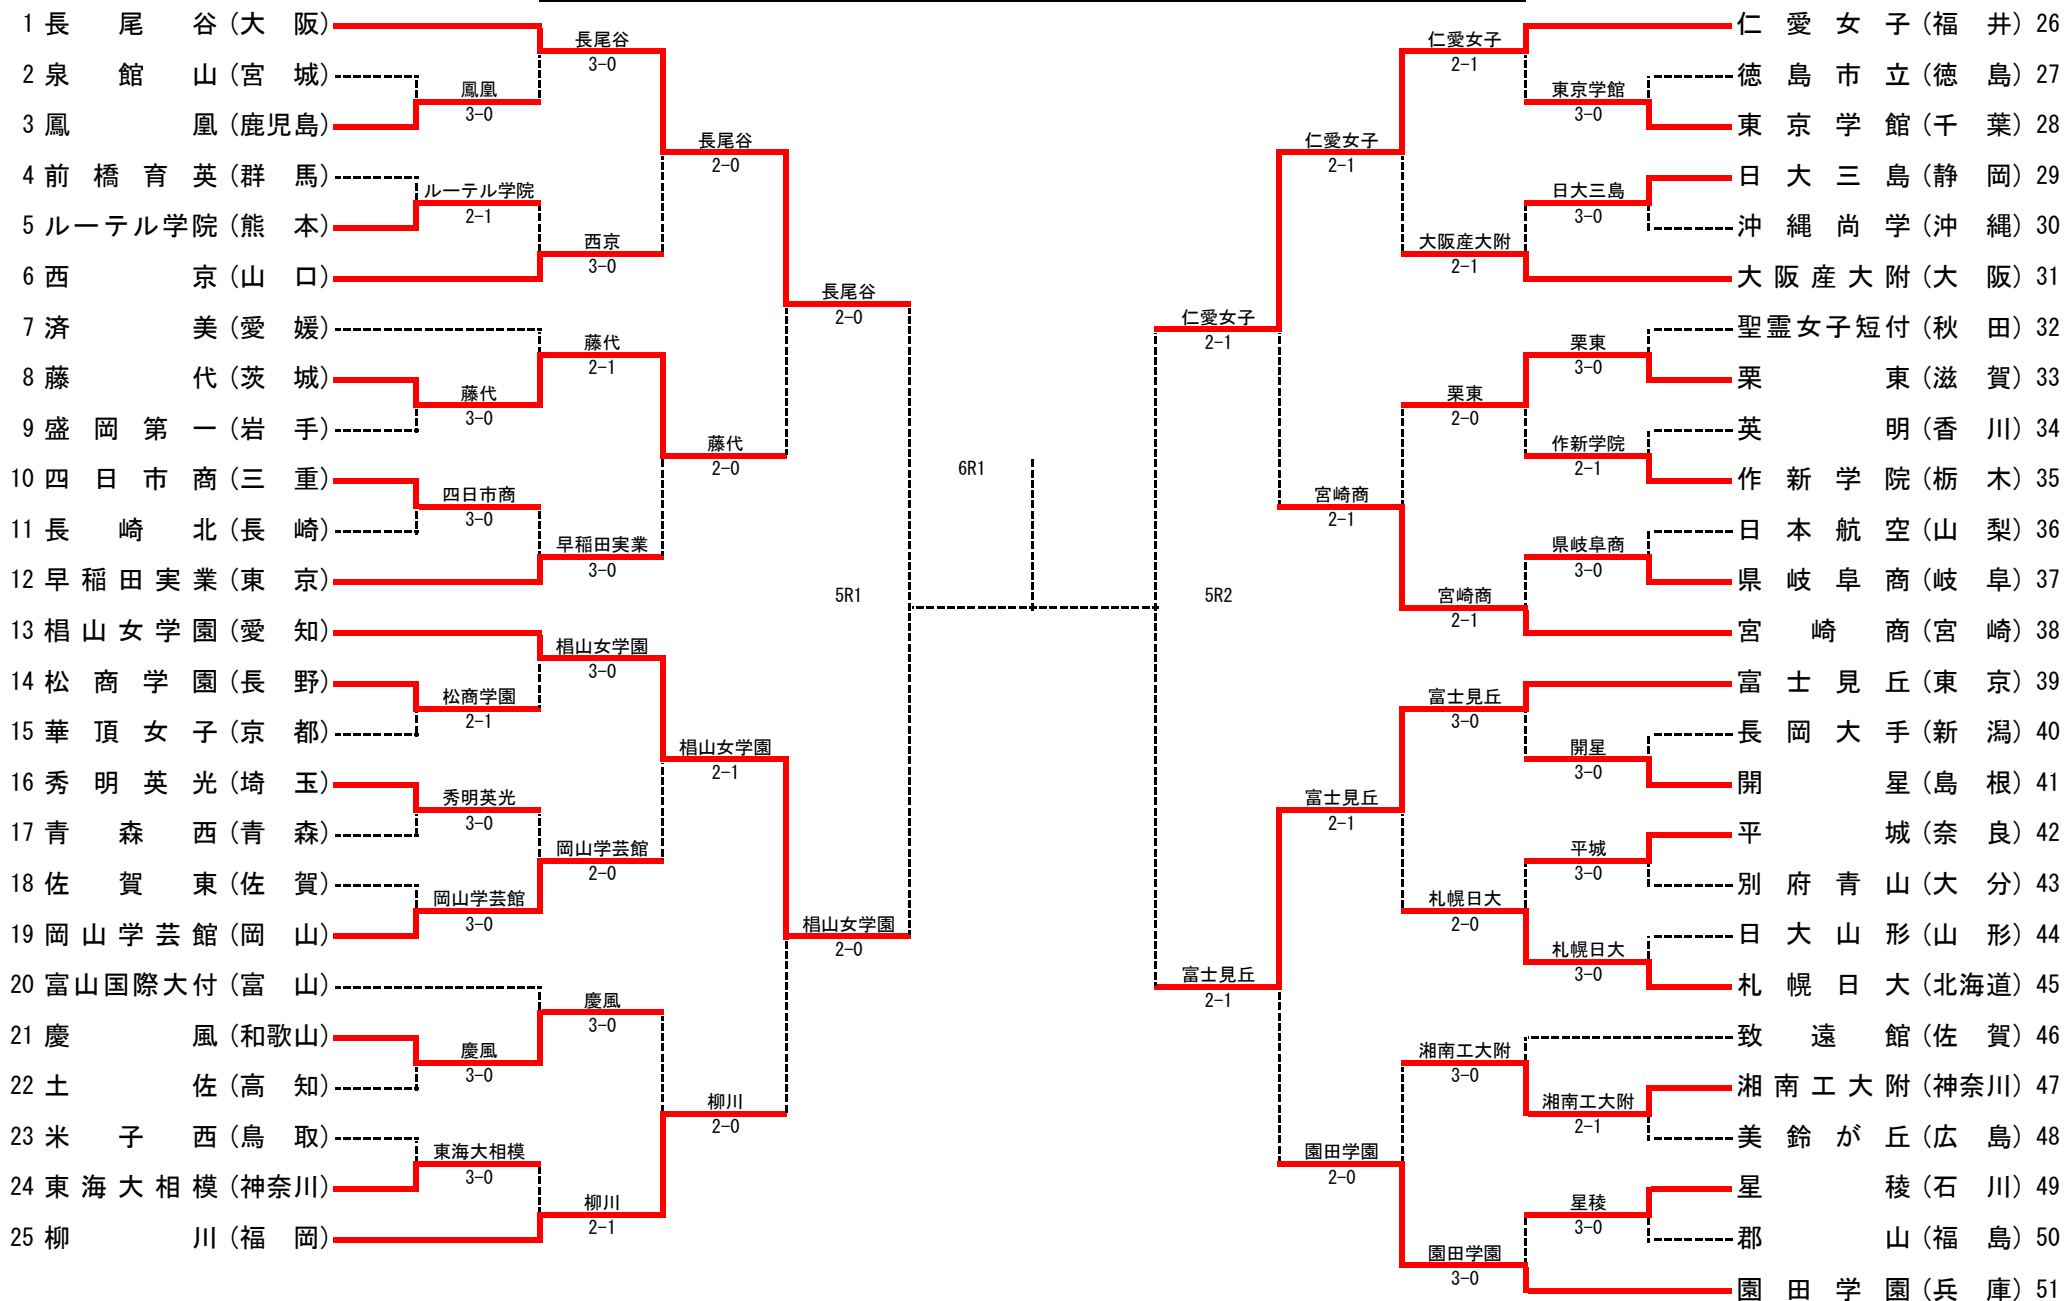 1 長尾谷 (大阪)
2 泉館山 (宮城)
3 鳳凰 (鹿児島)
4 前橋育英 (群馬)
5 ルーテル学院 (熊本)
6 西京 (山口)
7 済美 (愛媛)
8 藤代 (茨城)
9 盛岡第一 (岩手)
10 四日市商 (三重)
11 長崎北 (長崎)
12 早稲田実業 (東京)
13 椙山女学園 (愛知)
14 松商学園 (長野)
15 華頂女子 (京都)
16 秀明英光 (埼玉)
17 青森西 (青森)
18 佐賀東 (佐賀)
19 岡山学芸館 (岡山)
20 富山国際大付 (富山)
21 慶風 (和歌山)
22 土佐 (高知)
23 米子西 (鳥取)
24 東海大相模 (神奈川)
25 柳川 (福岡)
鳳凰
3-0
ルーテル学院
2-1
藤代
3-0
四日市商
3-0
松商学園
2-1
秀明英光
3-0
岡山学芸館
3-0
慶風
3-0
東海大相模
3-0
長尾谷
3-0
西京
3-0
藤代
2-1
早稲田実業
3-0
椙山女学園
3-0
岡山学芸館
2-0
慶風
3-0
柳川
2-1
長尾谷
2-0
藤代
2-0
椙山女学園
2-1
柳川
2-0
長尾谷
2-0
椙山女学園
2-0
5R1
6R1
5R2
仁愛女子
2-1
富士見丘
2-1
仁愛女子
2-1
宮崎商
2-1
富士見丘
2-1
園田学園
2-0
仁愛女子
2-1
大阪産大附
2-1
栗東
2-0
宮崎商
2-1
富士見丘
3-0
札幌日大
2-0
湘南工大附
3-0
園田学園
3-0
東京学館
3-0
日大三島
3-0
栗東
3-0
作新学院
2-1
県岐阜商
3-0
開星
3-0
平城
3-0
札幌日大
3-0
湘南工大附
2-1
星稜
3-0
仁愛女子 (福井) 26
徳島市立 (徳島) 27
東京学館 (千葉) 28
日大三島 (静岡) 29
沖縄尚学 (沖縄) 30
大阪産大附 (大阪) 31
聖霊女子短付 (秋田) 32
栗東 (滋賀) 33
英明 (香川) 34
作新学院 (栃木) 35
日本航空 (山梨) 36
県岐阜商 (岐阜) 37
宮崎商 (宮崎) 38
富士見丘 (東京) 39
長岡大手 (新潟) 40
開星 (島根) 41
平城 (奈良) 42
別府青山 (大分) 43
日大山形 (山形) 44
札幌日大 (北海道) 45
致遠館 (佐賀) 46
湘南工大附 (神奈川) 47
美鈴が丘 (広島) 48
星稜 (石川) 49
郡山 (福島) 50
園田学園 (兵庫) 51